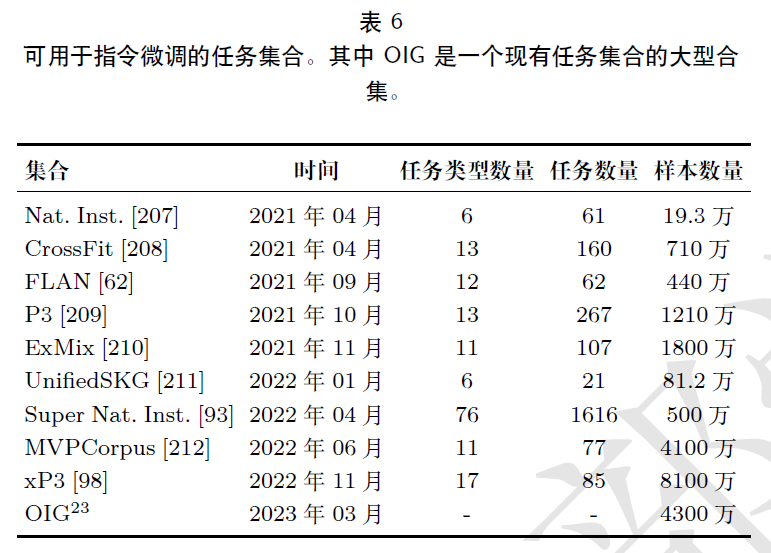 表 6
可用于指令微调的任务集合。其中 OIG 是一个现有任务集合的大型合
集。
集合 时间 任务类型数量 任务数量 样本数量
Nat. Inst. [207] 2021 年 04 月 6 61 19.3 万
CrossFit [208] 2021 年 04 月 13 160 710 万
FLAN [62] 2021 年 09 月 12 62 440 万
P3 [209] 2021 年 10 月 13 267 1210 万
ExMix [210] 2021 年 11 月 11 107 1800 万
UnifiedSKG [211] 2022 年 01 月 6 21 81.2 万
Super Nat. Inst. [93] 2022 年 04 月 76 1616 500 万
MVPCorpus [212] 2022 年 06 月 11 77 4100 万
xP3 [98] 2022 年 11 月 17 85 8100 万
OIG23 2023 年 03 月 - - 4300 万